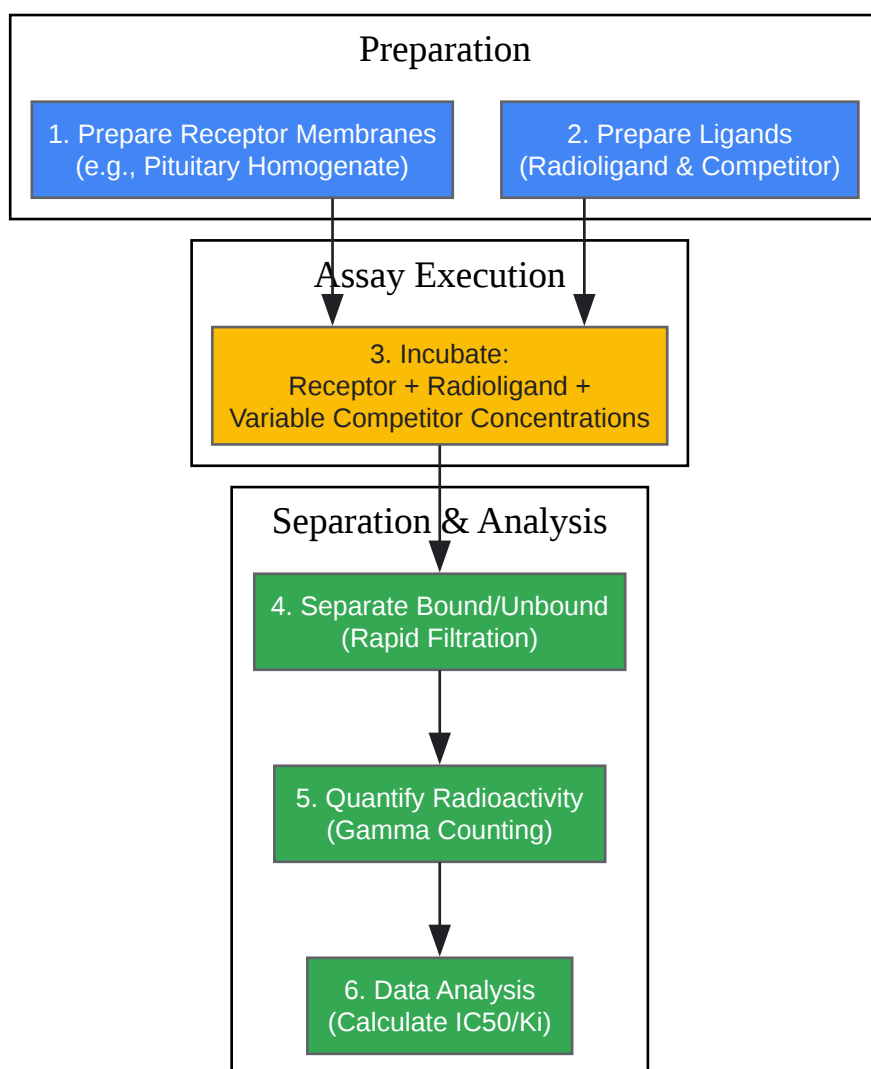 Preparation
1. Prepare Receptor Membranes
(e.g., Pituitary Homogenate)
2. Prepare Ligands
(Radioligand & Competitor)
Assay Execution
3. Incubate:
Receptor + Radioligand +
Variable Competitor Concentrations
Separation & Analysis
4. Separate Bound/Unbound
(Rapid Filtration)
5. Quantify Radioactivity
(Gamma Counting)
6. Data Analysis
(Calculate IC50/Ki)